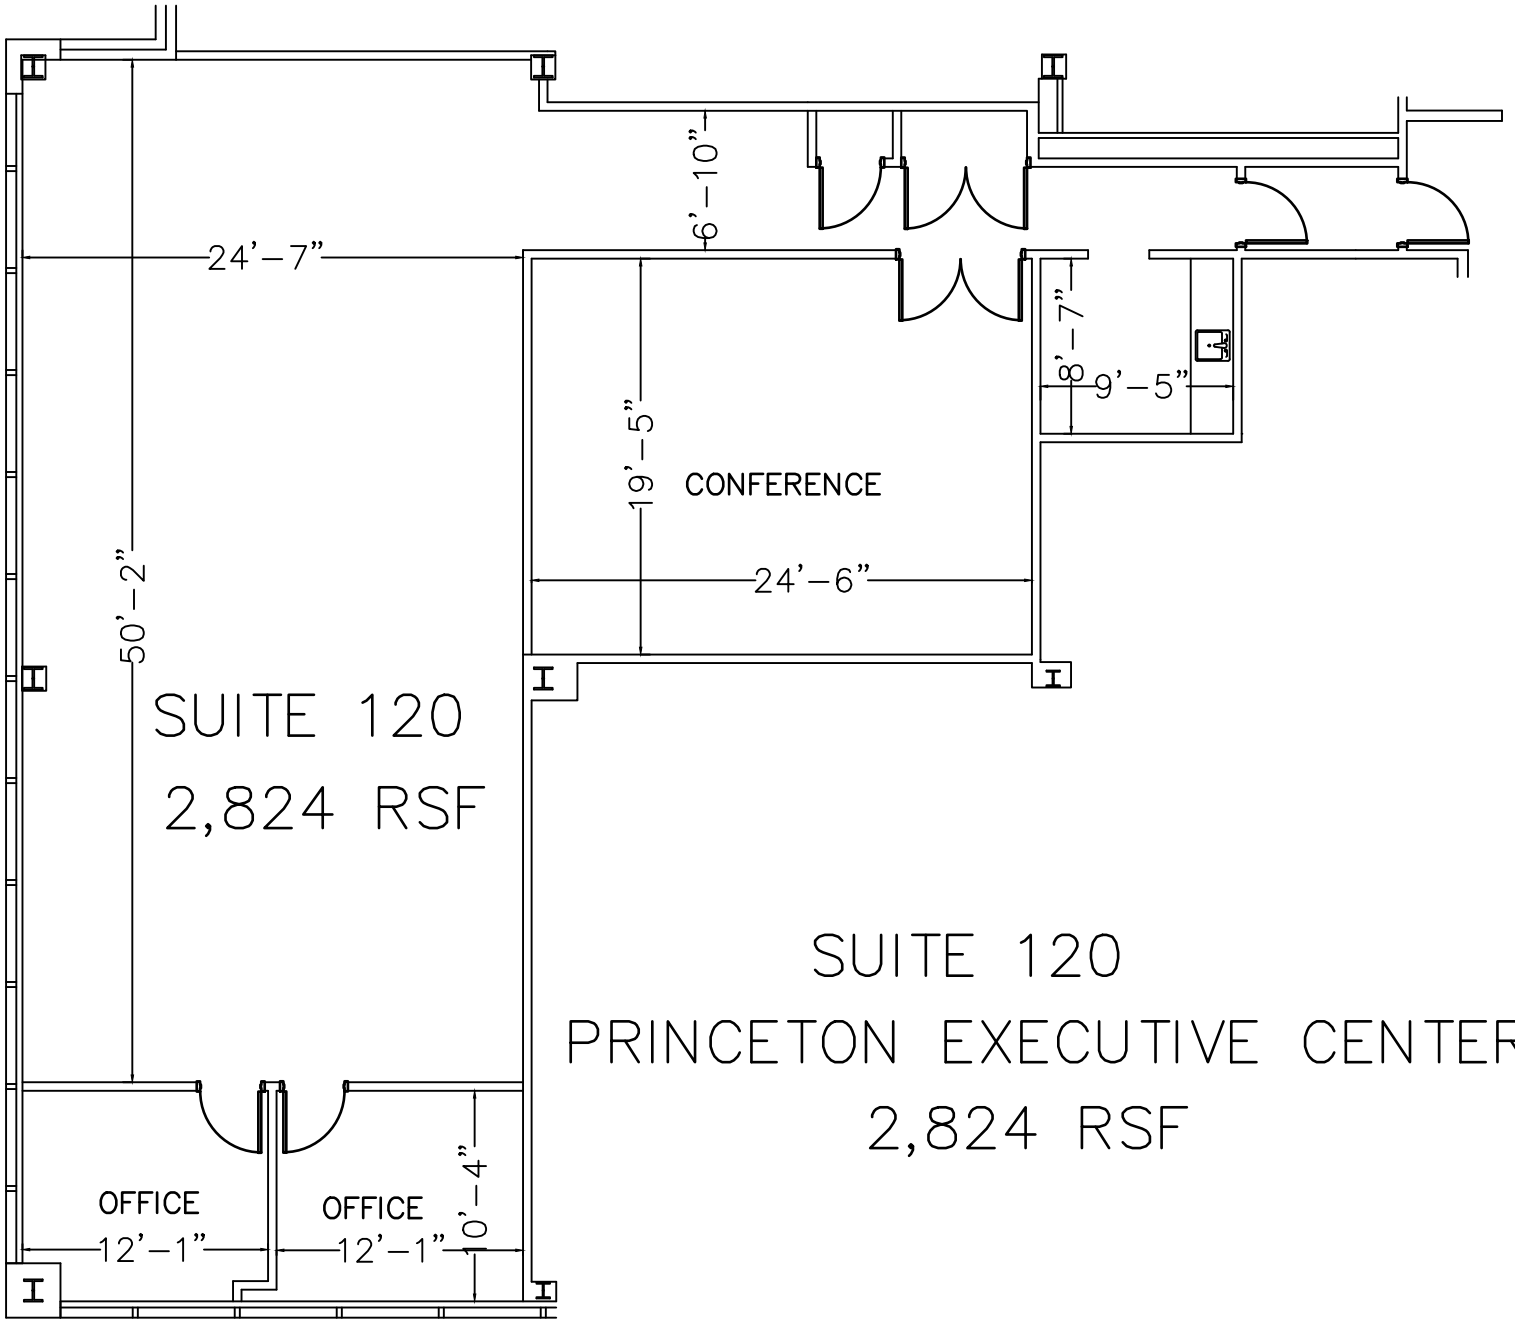 6'-10"
24'-7"
8'-7"
9'-5"
19'-5"
CONFERENCE
24'-6"
50'-2"
SUITE 120
2,824 RSF
SUITE 120
PRINCETON EXECUTIVE CENTER
2,824 RSF
10'-4"
OFFICE
12'-1"
OFFICE
12'-1"